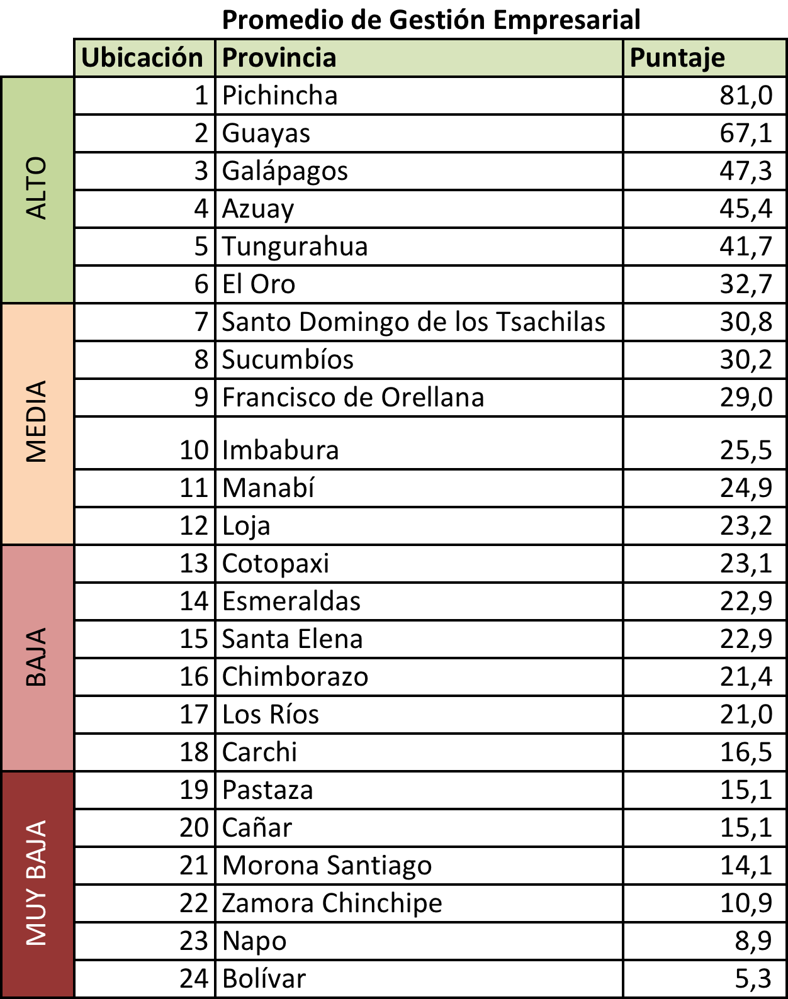 Promedio de Gestión Empresarial
Ubicación Provincia Puntaje
ALTO
1 Pichincha 81,0
2 Guayas 67,1
3 Galápagos 47,3
4 Azuay 45,4
5 Tungurahua 41,7
6 El Oro 32,7
MEDIA
7 Santo Domingo de los Tsachilas 30,8
8 Sucumbíos 30,2
9 Francisco de Orellana 29,0
10 Imbabura 25,5
11 Manabí 24,9
12 Loja 23,2
BAJA
13 Cotopaxi 23,1
14 Esmeraldas 22,9
15 Santa Elena 22,9
16 Chimborazo 21,4
17 Los Ríos 21,0
18 Carchi 16,5
MUY BAJA
19 Pastaza 15,1
20 Cañar 15,1
21 Morona Santiago 14,1
22 Zamora Chinchipe 10,9
23 Napo 8,9
24 Bolívar 5,3